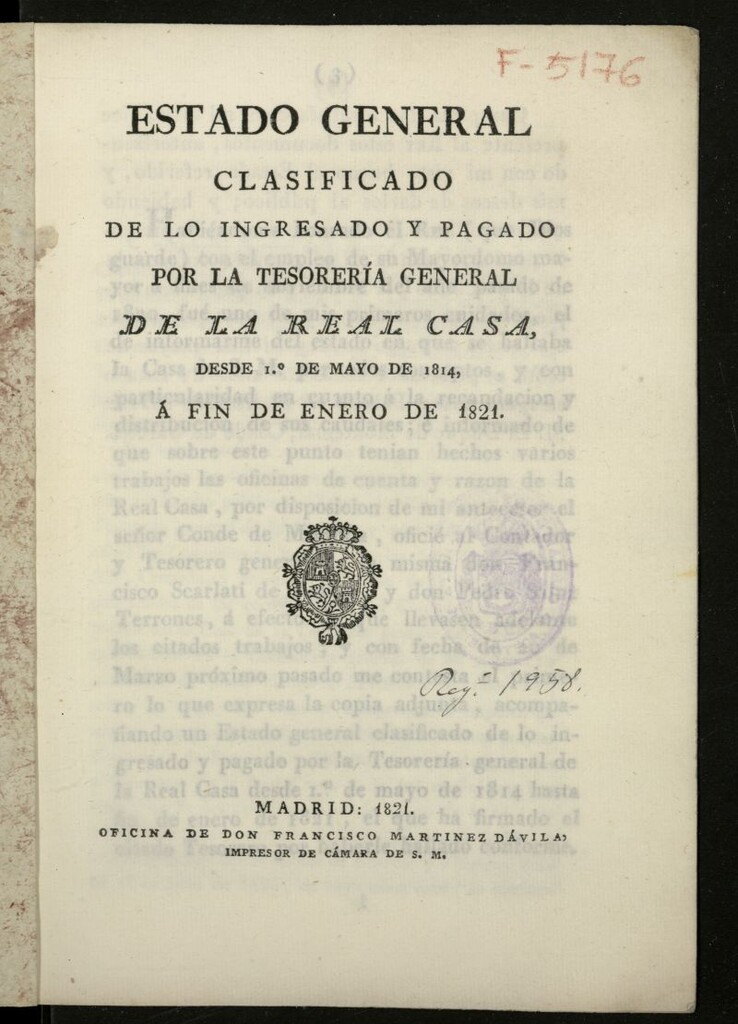 F-5176
ESTADO GENERAL
CLASIFICADO
DE LO INGRESADO Y PAGADO
POR LA TESORERÍA GENERAL
DE LA REAL CASA,
DESDE 1.º DE MAYO DE 1814,
Á FIN DE ENERO DE 1821.
Reg.º 1958.
MADRID: 1821.
OFICINA DE DON FRANCISCO MARTINEZ DÁVILA,
IMPRESOR DE CÁMARA DE S. M.